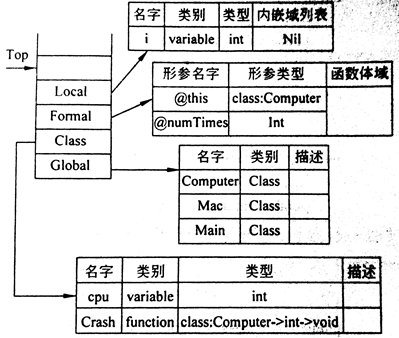 名字 类别 类型 内嵌域列表
i variable int Nil
Top
Local
Formal
Class
Global
形参名字 形参类型 函数体域
@this class:Computer
@numTimes Int
名字 类别 描述
Computer Class
Mac Class
Main Class
名字 类别 类型 描述
cpu variable int
Crash function class:Computer->int->void